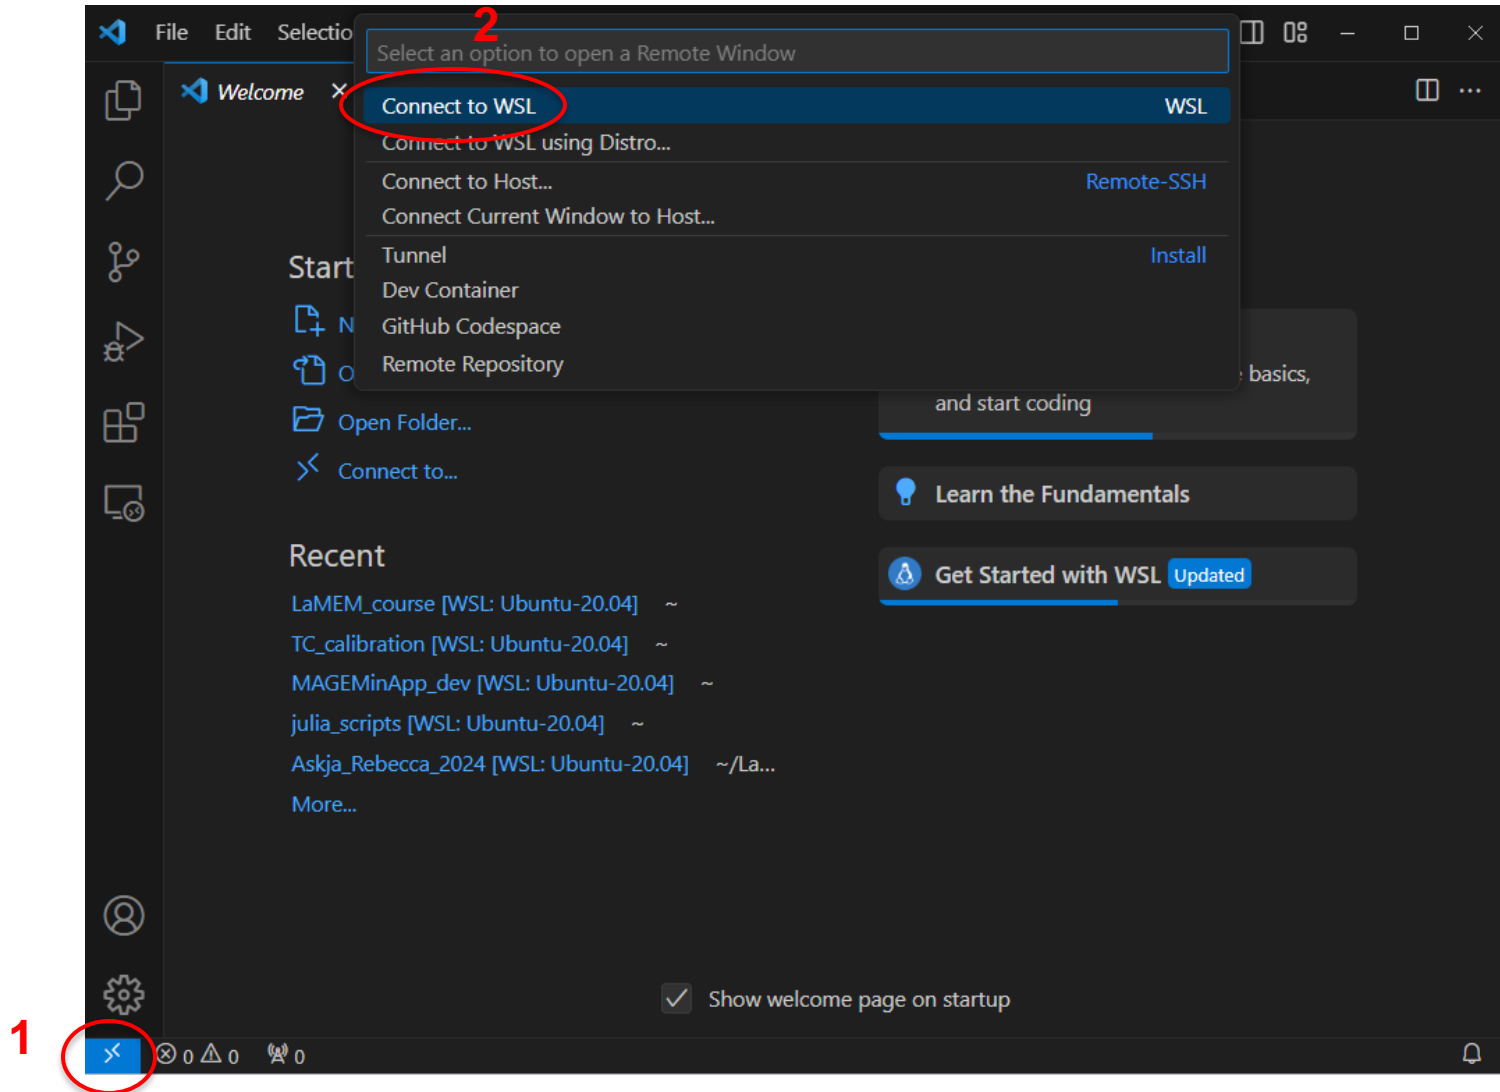 2
File Edit Selectio
Select an option to open a Remote Window
Welcome
Connect to WSL WSL
Connect to WSL using Distro...
Connect to Host... Remote-SSH
Connect Current Window to Host...
Tunnel Install
Dev Container
GitHub Codespace
Remote Repository
Start
N
O
Open Folder...
Connect to...
basics,
and start coding
Learn the Fundamentals
Get Started with WSL Updated
Recent
LaMEM_course [WSL: Ubuntu-20.04] ~
TC_calibration [WSL: Ubuntu-20.04] ~
MAGEMinApp_dev [WSL: Ubuntu-20.04] ~
julia_scripts [WSL: Ubuntu-20.04] ~
Askja_Rebecca_2024 [WSL: Ubuntu-20.04] ~/La...
More...
Show welcome page on startup
1
0 0 0